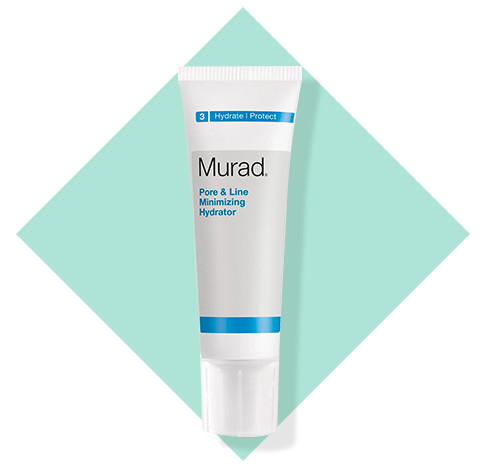 3 Hydrate | Protect
Murad®
Pore & Line
Minimizing
Hydrator